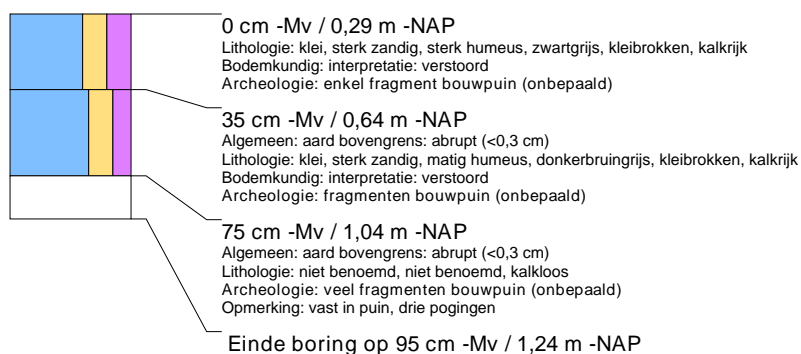 0 cm -Mv / 0,29 m -NAP
Lithologie: klei, sterk zandig, sterk humeus, zwartgrijs, kleibrokken, kalkrijk
Bodemkundig: interpretatie: verstoord
Archeologie: enkel fragment bouwpuin (onbepaald)
35 cm -Mv / 0,64 m -NAP
Algemeen: aard bovengrens: abrupt (<0,3 cm)
Lithologie: klei, sterk zandig, matig humeus, donkerbruingrijs, kleibrokken, kalkrijk
Bodemkundig: interpretatie: verstoord
Archeologie: fragmenten bouwpuin (onbepaald)
75 cm -Mv / 1,04 m -NAP
Algemeen: aard bovengrens: abrupt (<0,3 cm)
Lithologie: niet benoemd, niet benoemd, kalkloos
Archeologie: veel fragmenten bouwpuin (onbepaald)
Opmerking: vast in puin, drie pogingen
Einde boring op 95 cm -Mv / 1,24 m -NAP